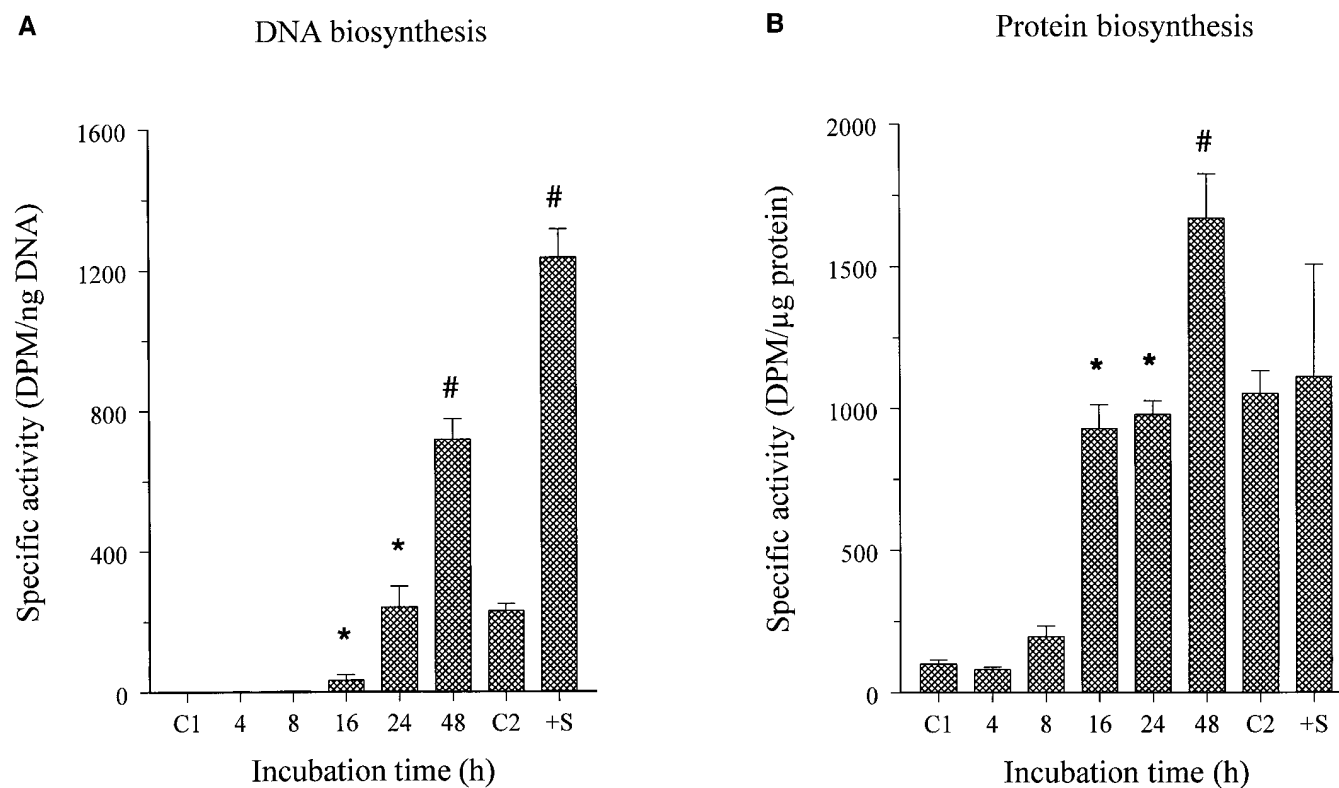 A
DNA biosynthesis
Specific activity (DPM/ng DNA)
1600
1200
800
400
0
*
*
#
#
C1 4 8 16 24 48 C2 +S
Incubation time (h)
B
Protein biosynthesis
Specific activity (DPM/µg protein)
2000
1500
1000
500
0
*
*
#
C1 4 8 16 24 48 C2 +S
Incubation time (h)